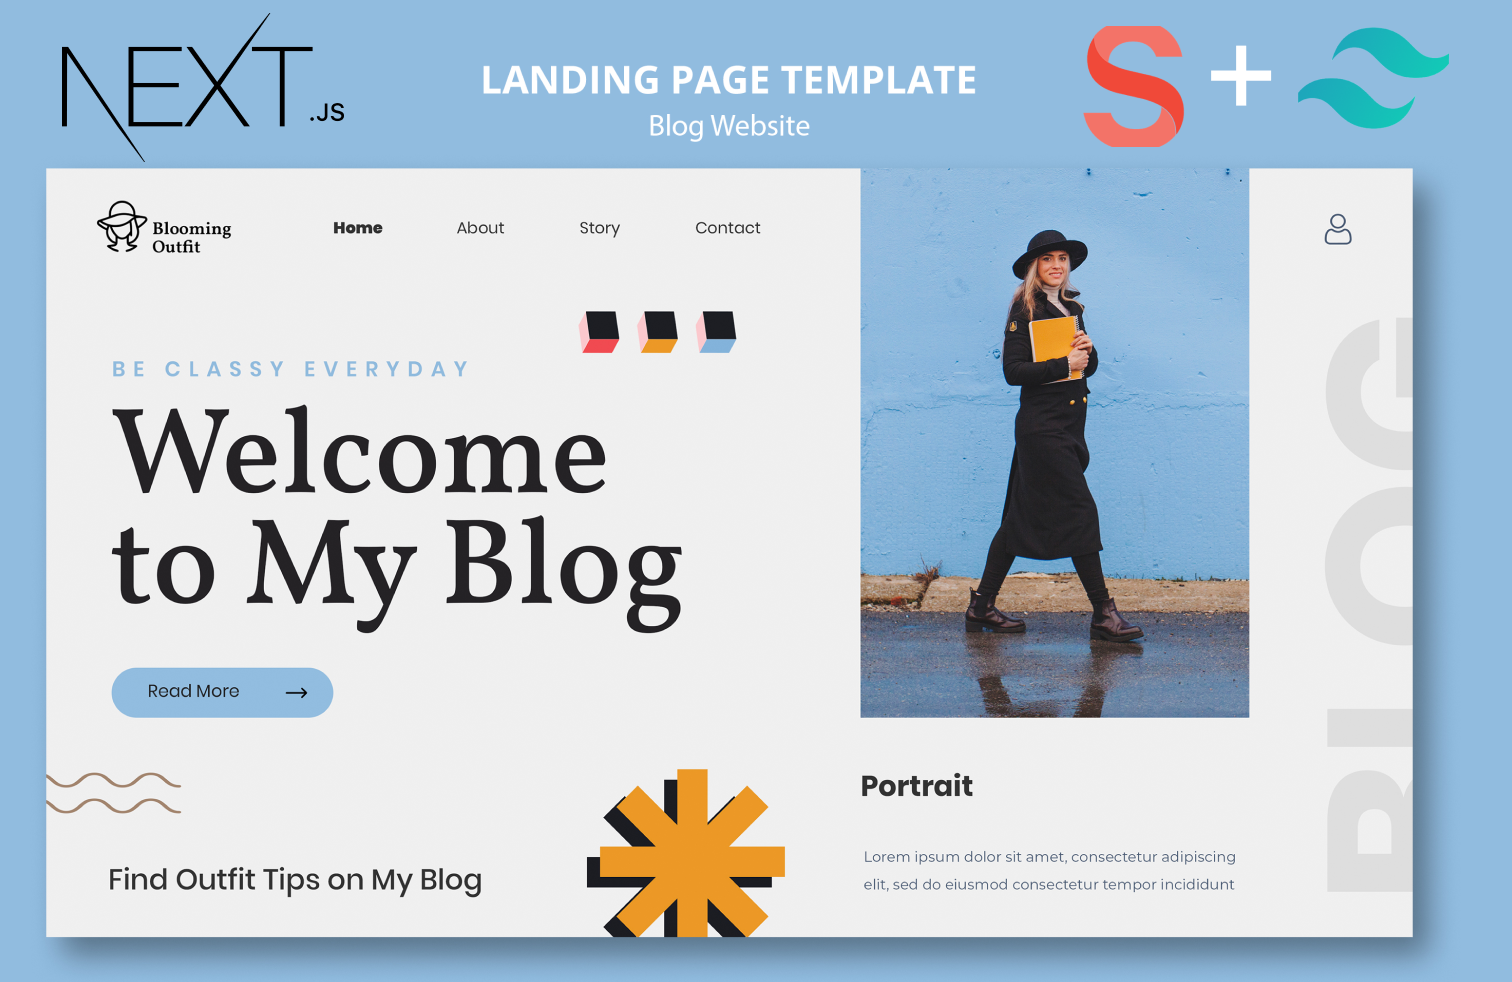 NEXT.JS
LANDING PAGE TEMPLATE
Blog Website
S +
Blooming
Outfit
Home About Story Contact
BE CLASSY EVERYDAY
Welcome
to My Blog
Read More
Find Outfit Tips on My Blog
Portrait
Lorem ipsum dolor sit amet, consectetur adipiscing
elit, sed do eiusmod consectetur tempor incididunt
BLOG